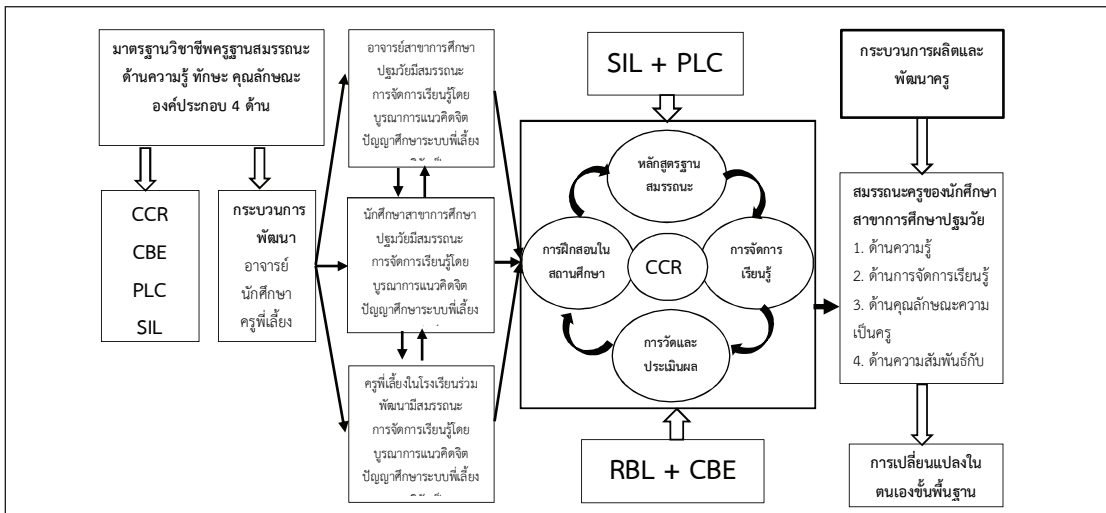 มาตรฐานวิชาชีพครูฐานสมรรถนะ
ด้านความรู้ ทักษะ คุณลักษณะ
องค์ประกอบ 4 ด้าน
CCR
CBE
PLC
SIL
กระบวนการ
พัฒนา
อาจารย์
นักศึกษา
ครูพี่เลี้ยง
อาจารย์สาขาการศึกษา
ปฐมวัยมีสมรรถนะ
การจัดการเรียนรู้โดย
บูรณาการแนวคิดจิต
ปัญญาศึกษาระบบพี่เลี้ยง
นักศึกษาสาขาการศึกษา
ปฐมวัยมีสมรรถนะ
การจัดการเรียนรู้โดย
บูรณาการแนวคิดจิต
ปัญญาศึกษาระบบพี่เลี้ยง
ครูพี่เลี้ยงในโรงเรียนร่วม
พัฒนามีสมรรถนะ
การจัดการเรียนรู้โดย
บูรณาการแนวคิดจิต
ปัญญาศึกษาระบบพี่เลี้ยง
SIL + PLC
หลักสูตรฐาน
สมรรถนะ
การฝึกสอนใน
สถานศึกษา
CCR
การจัดการ
เรียนรู้
การวัดและ
ประเมินผล
RBL + CBE
กระบวนการผลิตและ
พัฒนาครู
สมรรถนะครูของนักศึกษา
สาขาการศึกษาปฐมวัย
1. ด้านความรู้
2. ด้านการจัดการเรียนรู้
3. ด้านคุณลักษณะความ
เป็นครู
4. ด้านความสัมพันธ์กับ
การเปลี่ยนแปลงใน
ตนเองขั้นพื้นฐาน